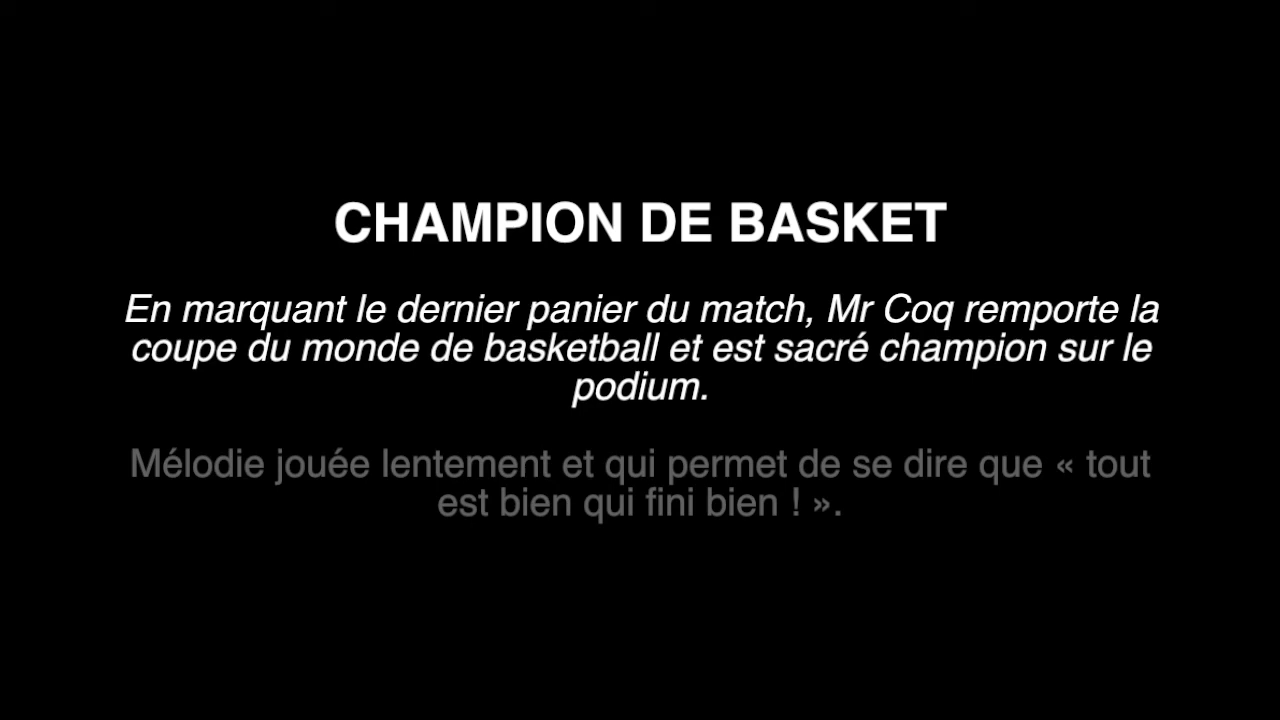 CHAMPION DE BASKET
En marquant le dernier panier du match, Mr Coq remporte la
coupe du monde de basketball et est sacré champion sur le
podium.
Mélodie jouée lentement et qui permet de se dire que « tout
est bien qui fini bien ! ».